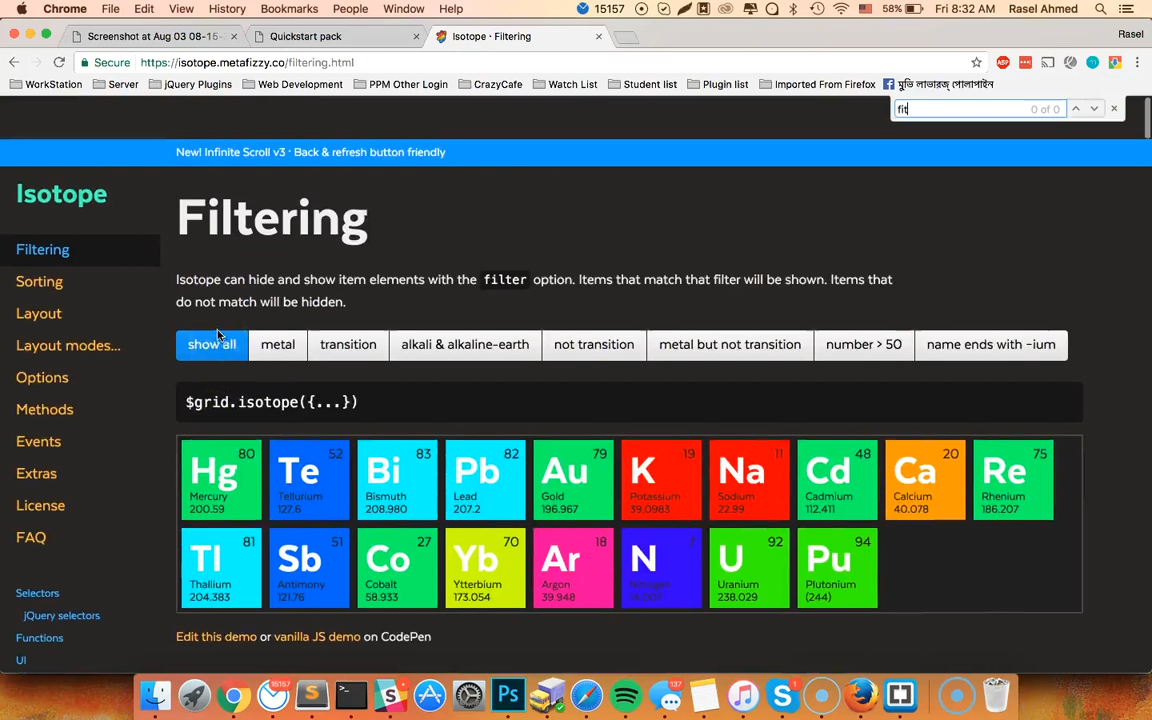 Chrome File Edit View History Bookmarks People Window Help 15157 58% Fri 8:32 AM Rasel Ahmed
Screenshot at Aug 03 08-15- Quickstart pack Isotope · Filtering Rasel
Secure https://isotope.metafizzy.co/filtering.html ABP
WorkStation Server jQuery Plugins Web Development PPM Other Login CrazyCafe Watch List Student list Plugin list Imported From Firefox মুভি লাভারজ্ পোলাপাইন
fit 0 of 0
New! Infinite Scroll v3 · Back & refresh button friendly
Isotope
Filtering
Sorting
Layout
Layout modes...
Options
Methods
Events
Extras
License
FAQ
Selectors
jQuery selectors
Functions
UI
Filtering
Isotope can hide and show item elements with the filter option. Items that match that filter will be shown. Items that
do not match will be hidden.
show all metal transition alkali & alkaline-earth not transition metal but not transition number > 50 name ends with -ium
$grid.isotope({...})
80 52 83 82 79 19 11 48 20 75
Hg Te Bi Pb Au K Na Cd Ca Re
Mercury Tellurium Bismuth Lead Gold Potassium Sodium Cadmium Calcium Rhenium
200.59 127.6 208.980 207.2 196.967 39.0983 22.99 112.411 40.078 186.207
81 51 27 70 18 7 92 94
Tl Sb Co Yb Ar N U Pu
Thallium Antimony Cobalt Ytterbium Argon Nitrogen Uranium Plutonium
204.383 121.76 58.933 173.054 39.948 14.007 238.029 (244)
Edit this demo or vanilla JS demo on CodePen
15167 S Ps 137 S 1